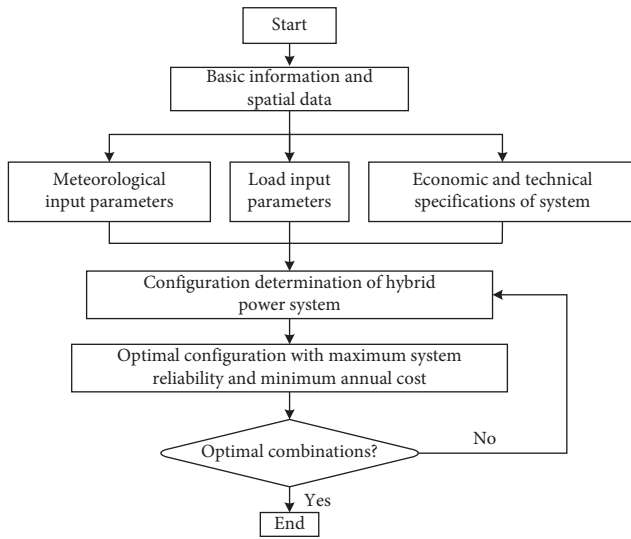 Start
Basic information and
spatial data
Meteorological
input parameters
Load input
parameters
Economic and technical
specifications of system
Configuration determination of hybrid
power system
Optimal configuration with maximum system
reliability and minimum annual cost
Optimal combinations?
No
Yes
End